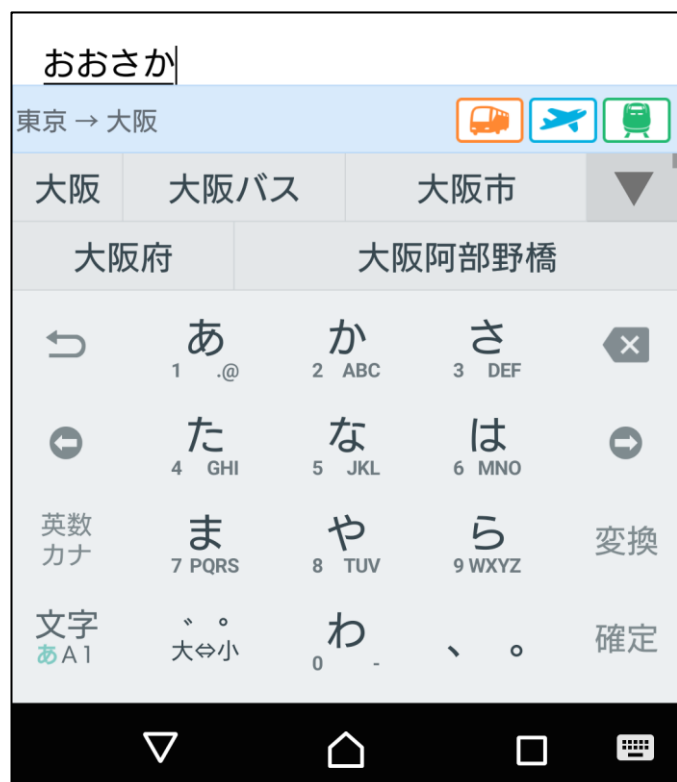 おおさか
東京 → 大阪
大阪 大阪バス 大阪市
大阪府 大阪阿部野橋
あ か さ
1 .@ 2 ABC 3 DEF
た な は
4 GHI 5 JKL 6 MNO
英数 カナ ま や ら 変換
7 PQRS 8 TUV 9 WXYZ
文字 あA1 ゛゜ 大⇔小 わ 、 。 確定
0 -